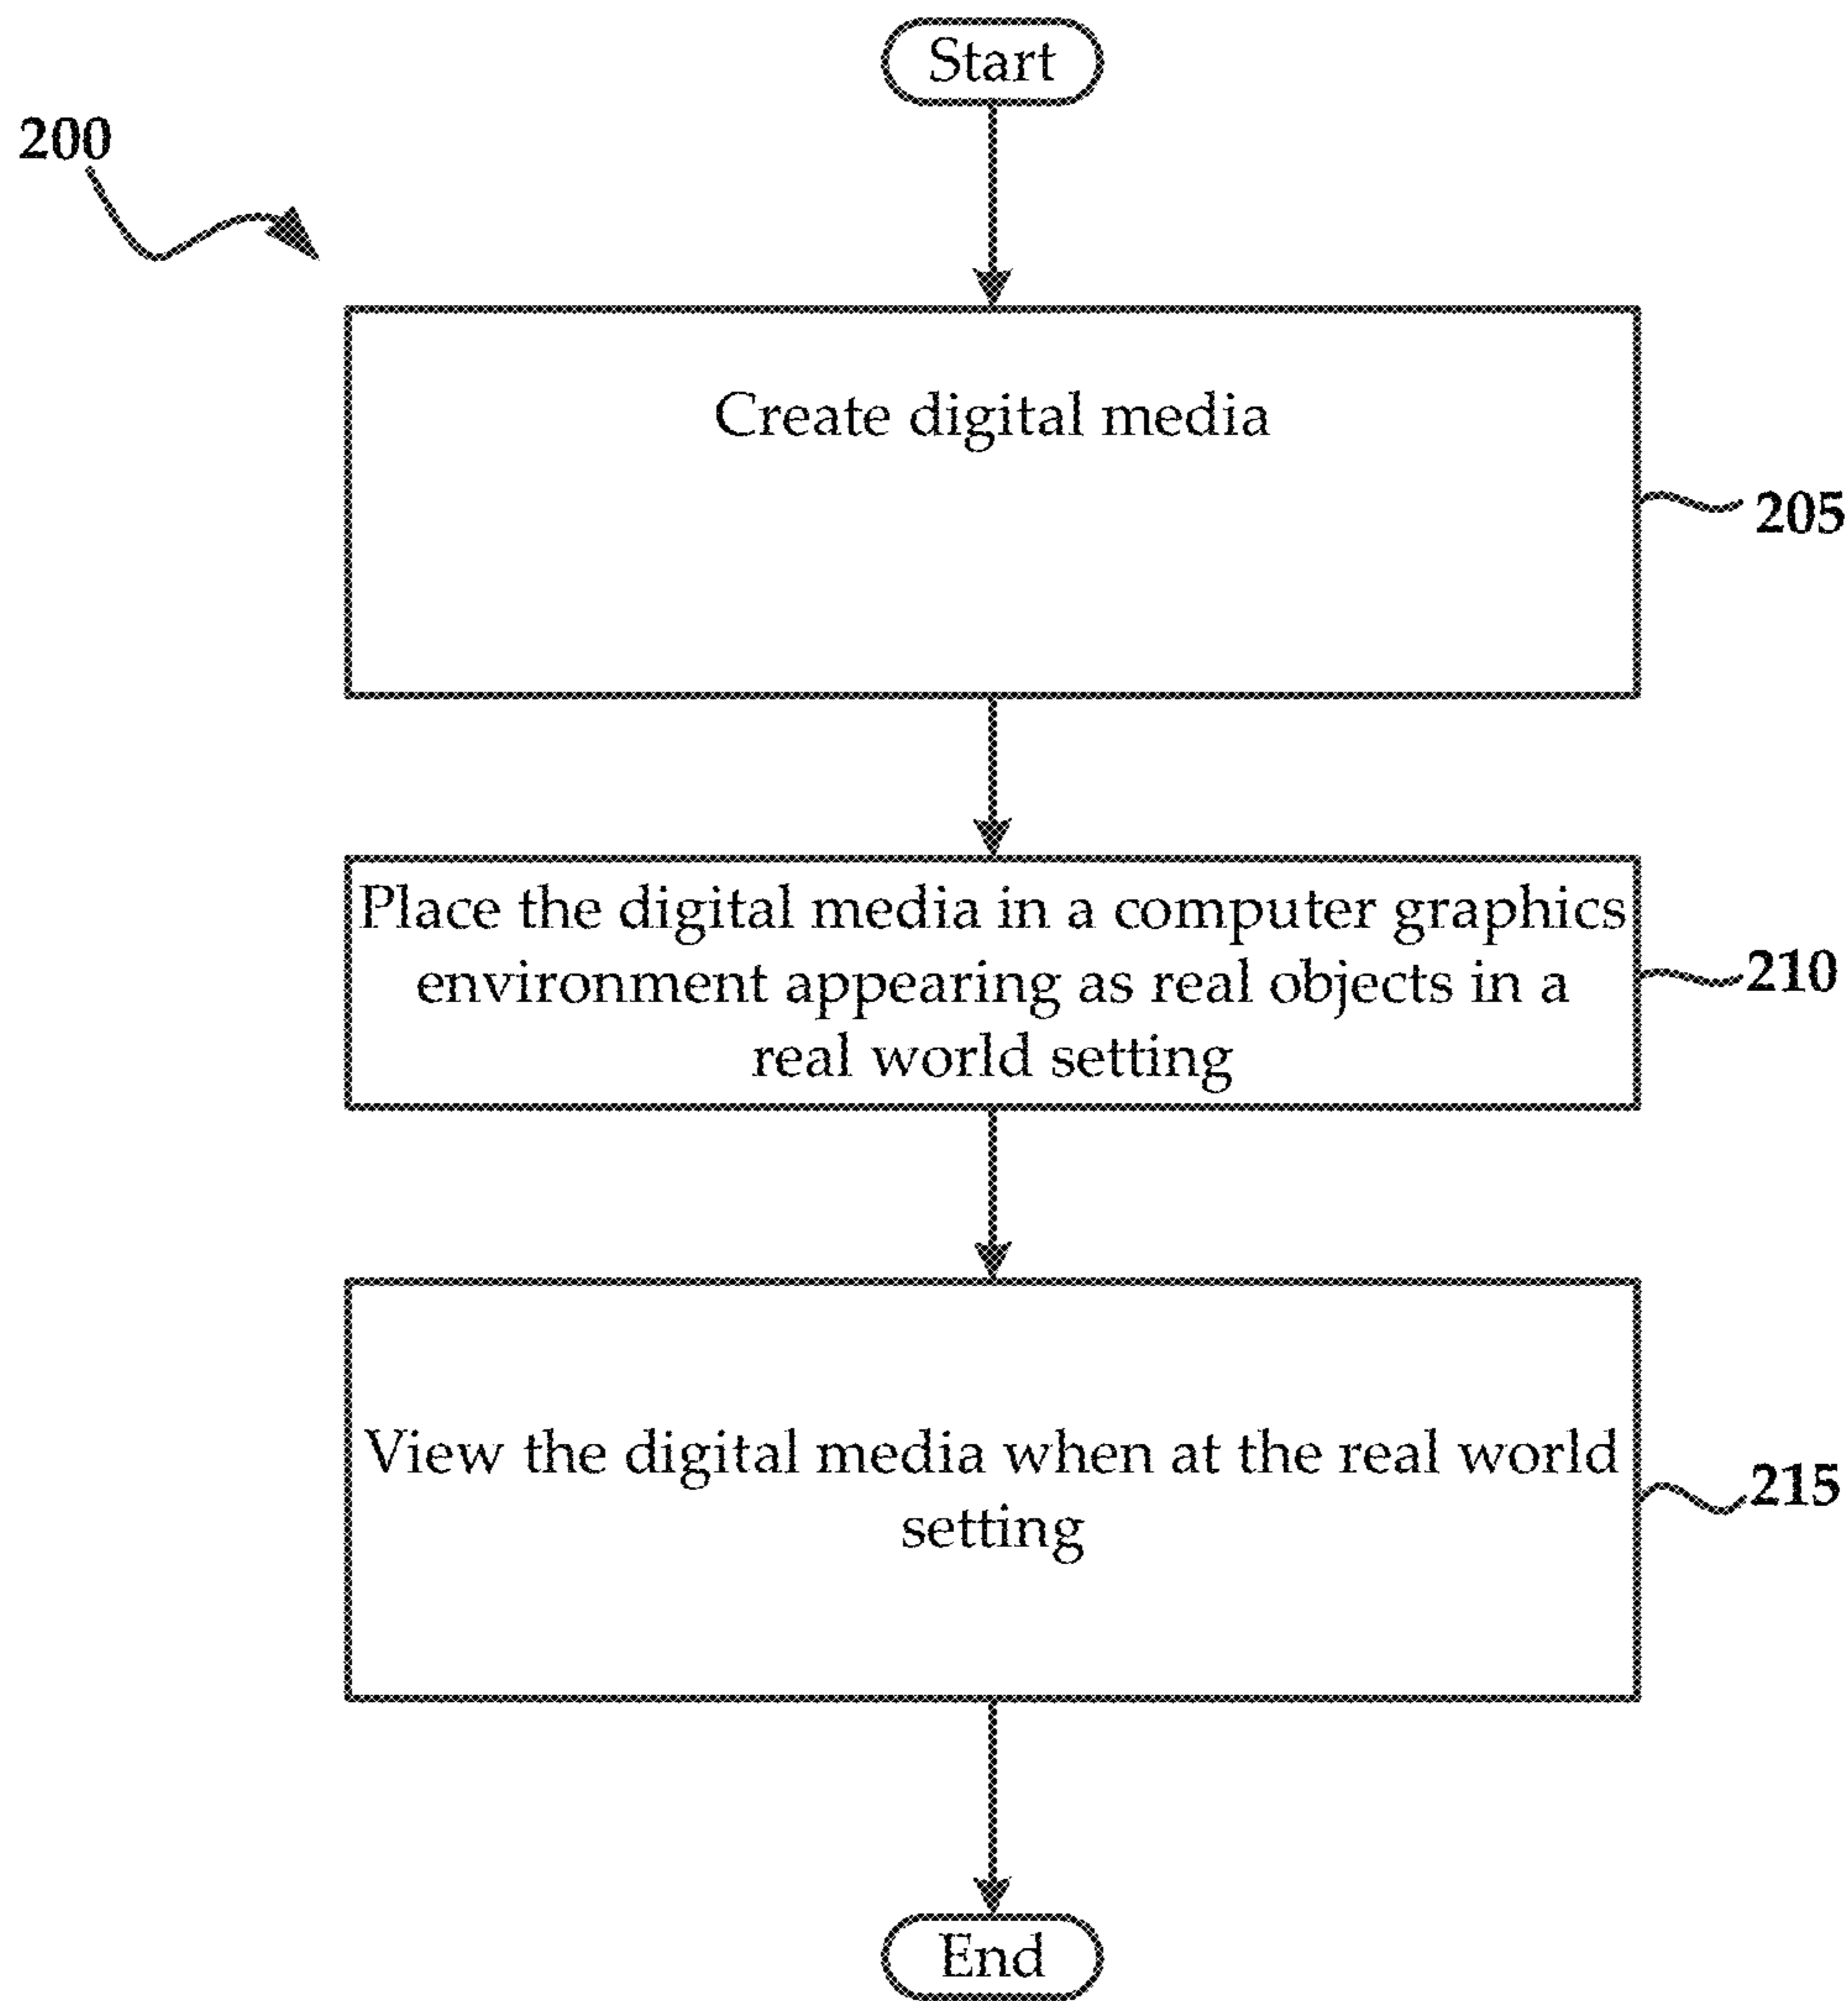 Start
200
Create digital media
205
Place the digital media in a computer graphics
environment appearing as real objects in a
real world setting
210
View the digital media when at the real world
setting
215
End